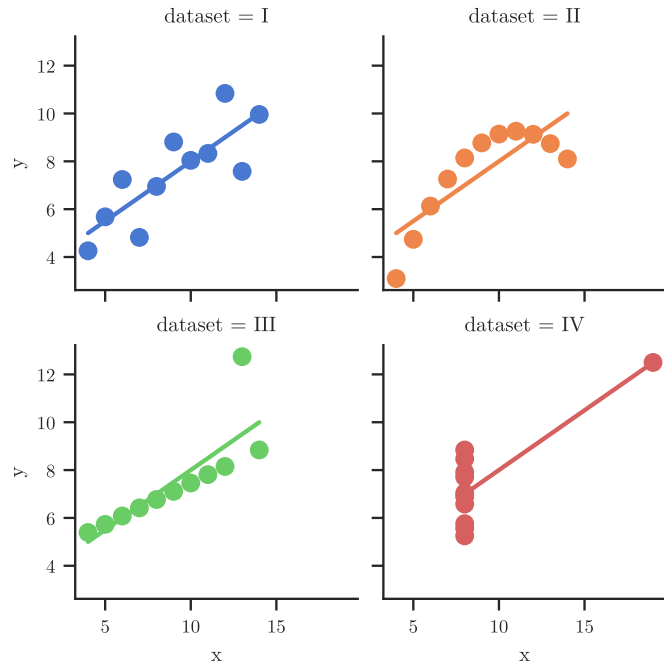 dataset = I
dataset = II
12
10
8
6
4
y
dataset = III
dataset = IV
12
10
8
6
4
y
5
10
15
x
5
10
15
x